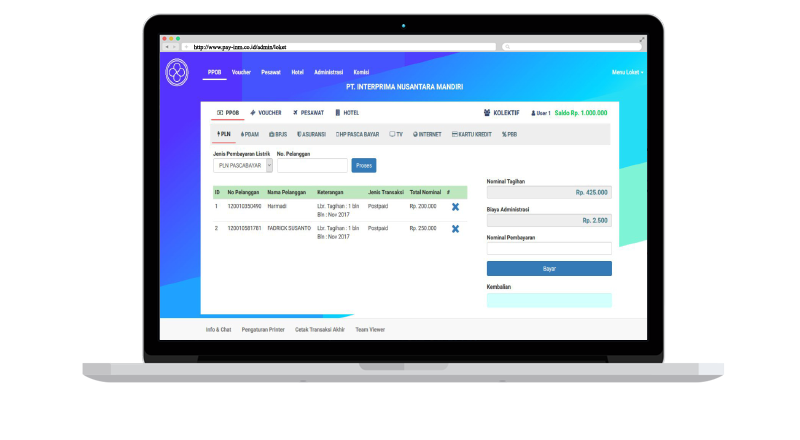 http://www.pay-inm.co.id/admin/loket
PPOB Voucher Pesawat Hotel Administrasi Komisi Menu Loket
PT. INTERPRIMA NUSANTARA MANDIRI
PPOB VOUCHER PESAWAT HOTEL KOLEKTIF User 1 Saldo Rp. 1.000.000
PLN PDAM BPJS ASURANSI HP PASCA BAYAR TV INTERNET KARTU KREDIT PBB
Jenis Pembayaran Listrik No. Pelanggan
PLN PASCABAYAR Proses
Nominal Tagihan
Rp. 425.000
ID No Pelanggan Nama Pelanggan Keterangan Jenis Transaksi Total Nominal #
1 120010350490 Harmadi Lbr. Tagihan : 1 bln Postpaid Rp. 200.000
Bln : Nov 2017
2 120010581781 FADRICK SUSANTO Lbr. Tagihan : 1 bln Postpaid Rp. 250.000
Bln : Nov 2017
Biaya Administrasi
Rp. 2.500
Nominal Pembayaran
Bayar
Kembalian
Info & Chat Pengaturan Printer Cetak Transaksi Akhir Team Viewer